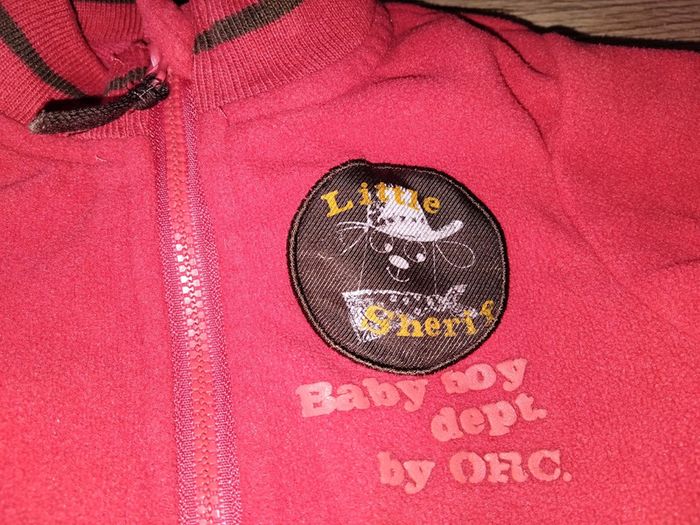 Little
Sherif
Baby boy
dept.
by ORC.